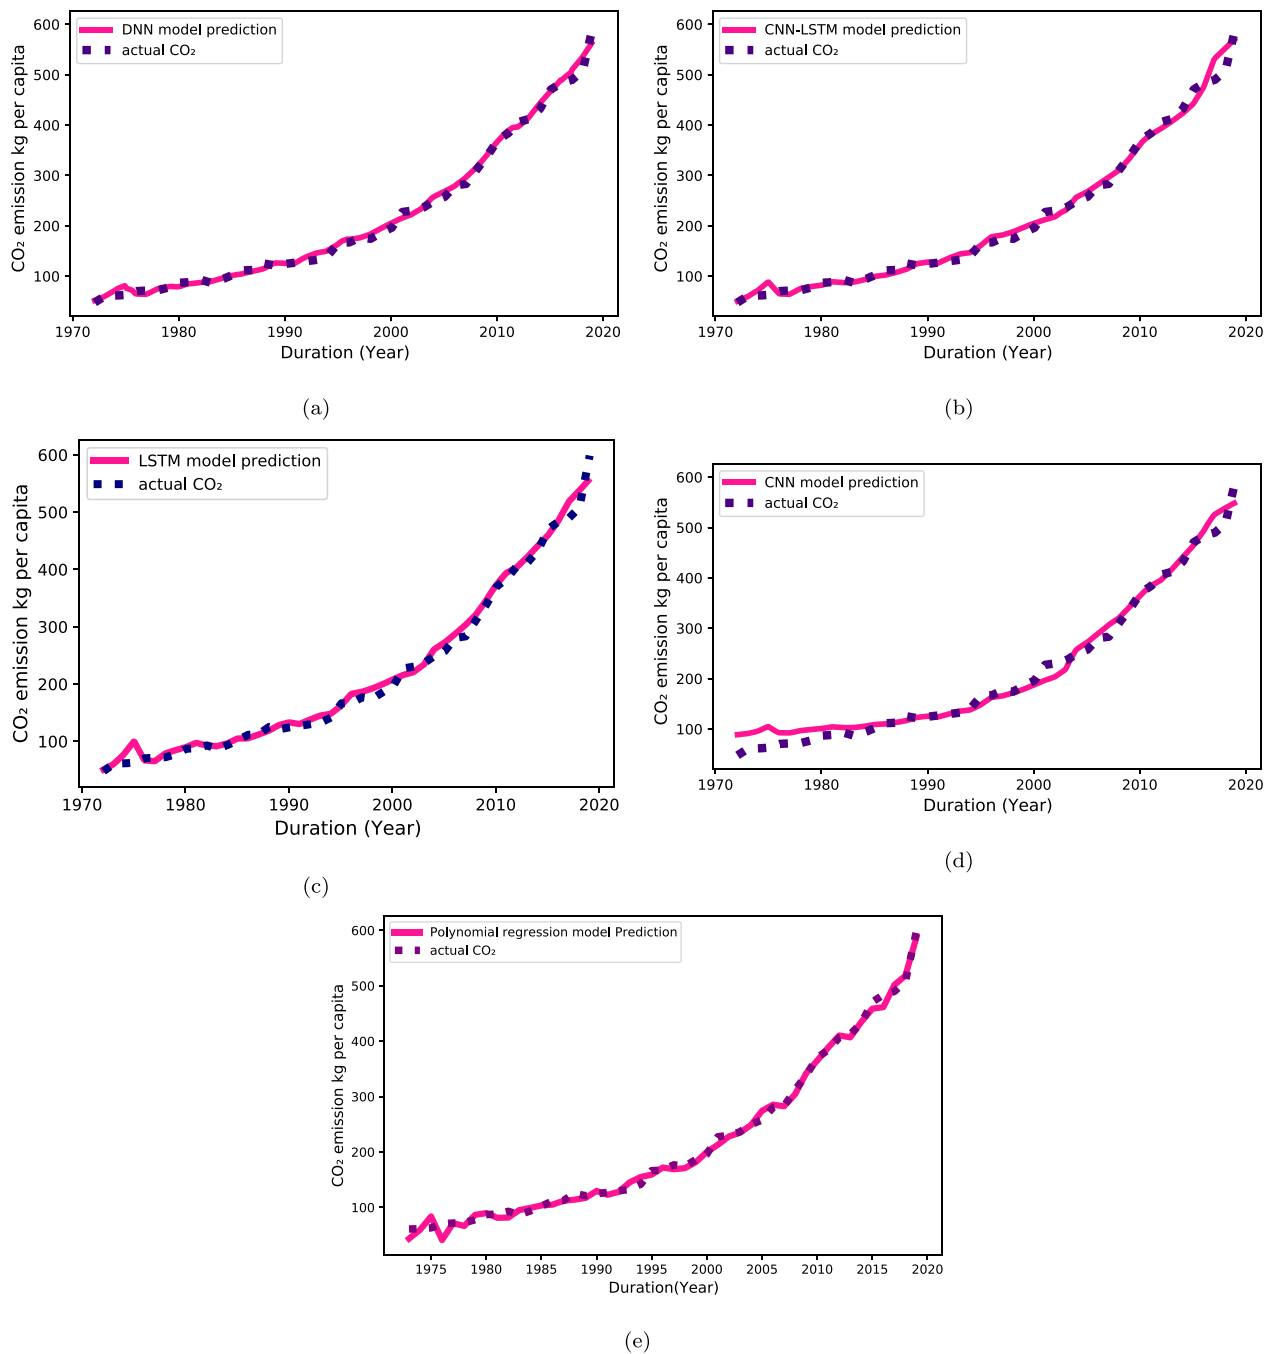 DNN model prediction
actual CO₂
600
500
400
300
200
100
CO₂ emission kg per capita
1970 1980 1990 2000 2010 2020
Duration (Year)
(a)
CNN-LSTM model prediction
actual CO₂
600
500
400
300
200
100
CO₂ emission kg per capita
1970 1980 1990 2000 2010 2020
Duration (Year)
(b)
LSTM model prediction
actual CO₂
600
500
400
300
200
100
CO₂ emission kg per capita
1970 1980 1990 2000 2010 2020
Duration (Year)
(c)
CNN model prediction
actual CO₂
600
500
400
300
200
100
CO₂ emission kg per capita
1970 1980 1990 2000 2010 2020
Duration (Year)
(d)
Polynomial regression model Prediction
actual CO₂
600
500
400
300
200
100
CO₂ emission kg per capita
1975 1980 1985 1990 1995 2000 2005 2010 2015 2020
Duration(Year)
(e)